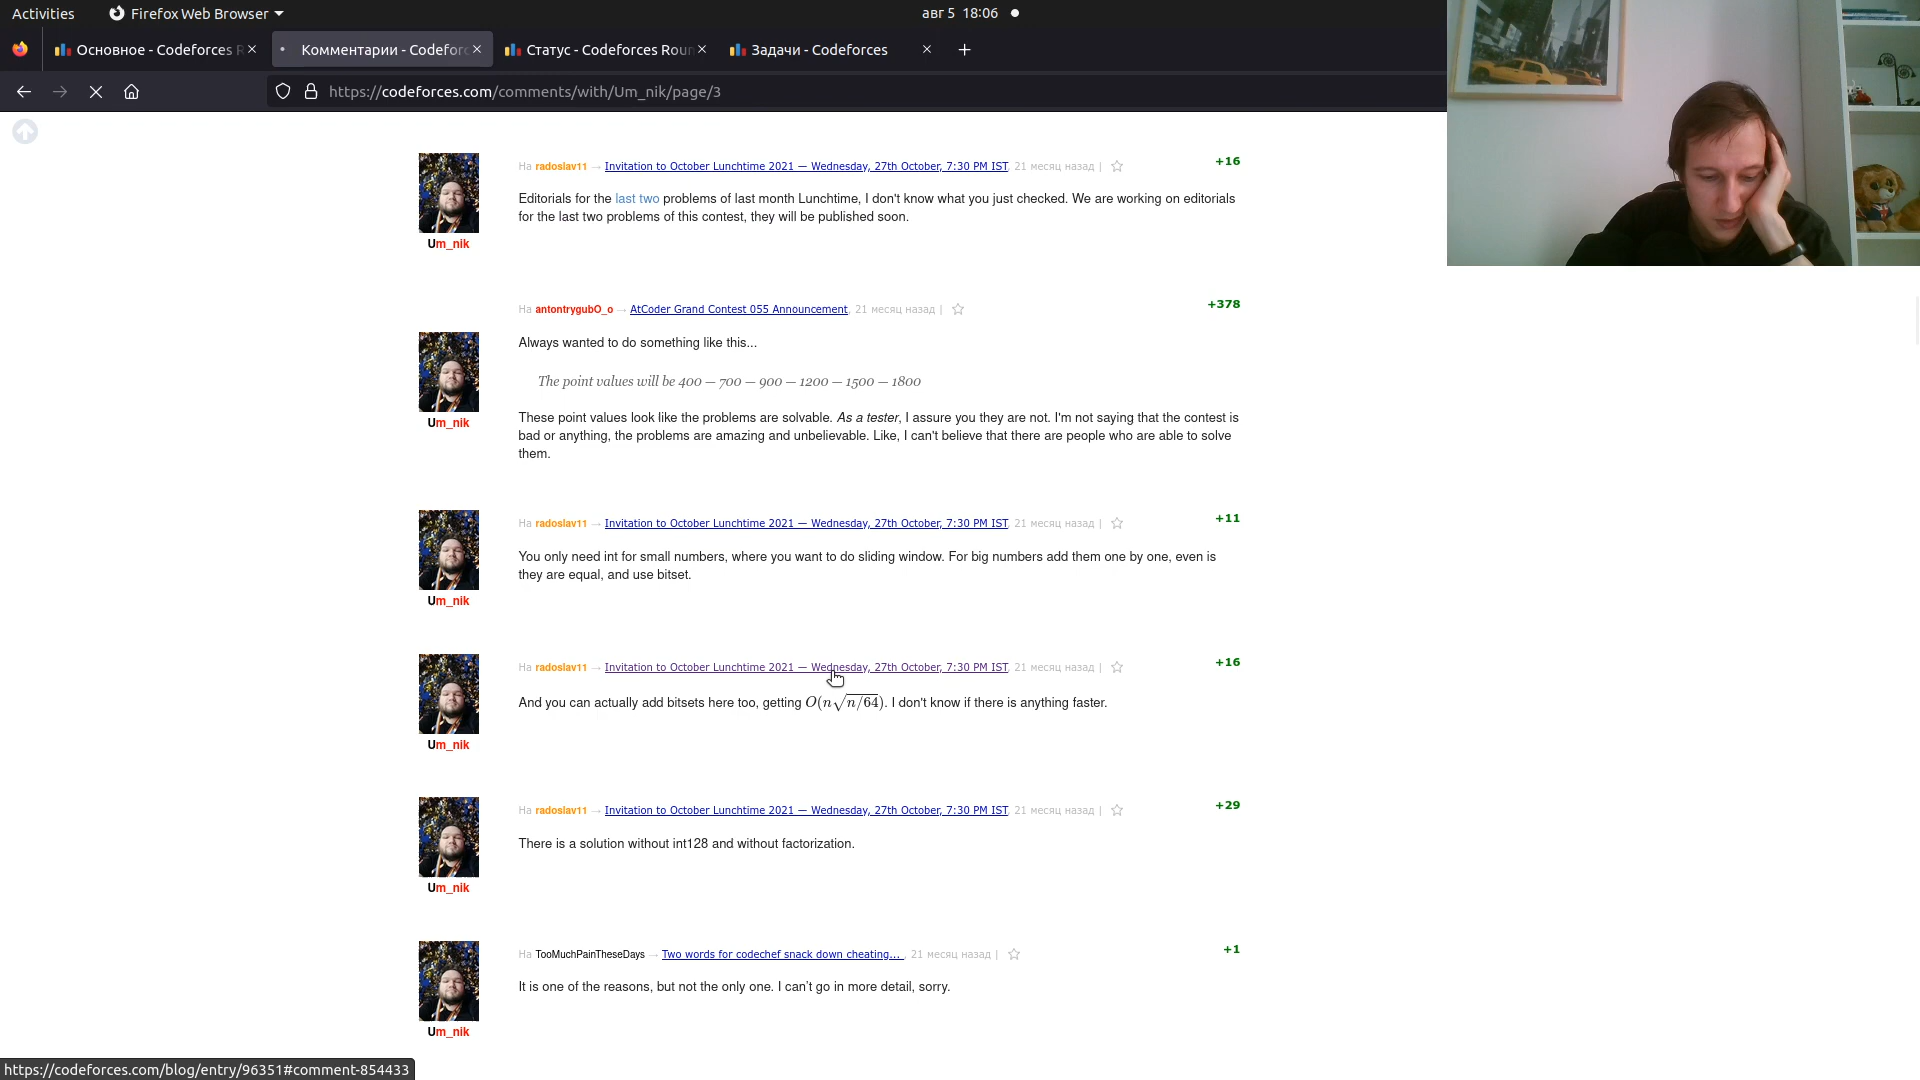 Activities
Firefox Web Browser
авг 5 18:06
Основное - Codeforces R
Комментарии - Codeforc
Статус - Codeforces Roun
Задачи - Codeforces
https://codeforces.com/comments/with/Um_nik/page/3
На radoslav11 → Invitation to October Lunchtime 2021 — Wednesday, 27th October, 7:30 PM IST, 21 месяц назад |
+16
Editorials for the last two problems of last month Lunchtime, I don't know what you just checked. We are working on editorials
for the last two problems of this contest, they will be published soon.
Um_nik
На antontrygubO_o → AtCoder Grand Contest 055 Announcement, 21 месяц назад |
+378
Always wanted to do something like this...
The point values will be 400 — 700 — 900 — 1200 — 1500 — 1800
These point values look like the problems are solvable. As a tester, I assure you they are not. I'm not saying that the contest is
bad or anything, the problems are amazing and unbelievable. Like, I can't believe that there are people who are able to solve
them.
Um_nik
На radoslav11 → Invitation to October Lunchtime 2021 — Wednesday, 27th October, 7:30 PM IST, 21 месяц назад |
+11
You only need int for small numbers, where you want to do sliding window. For big numbers add them one by one, even is
they are equal, and use bitset.
Um_nik
На radoslav11 → Invitation to October Lunchtime 2021 — Wednesday, 27th October, 7:30 PM IST, 21 месяц назад |
+16
And you can actually add bitsets here too, getting O(n√n/64). I don't know if there is anything faster.
Um_nik
На radoslav11 → Invitation to October Lunchtime 2021 — Wednesday, 27th October, 7:30 PM IST, 21 месяц назад |
+29
There is a solution without int128 and without factorization.
Um_nik
На TooMuchPainTheseDays → Two words for codechef snack down cheating... , 21 месяц назад |
+1
It is one of the reasons, but not the only one. I can't go in more detail, sorry.
Um_nik
https://codeforces.com/blog/entry/96351#comment-854433